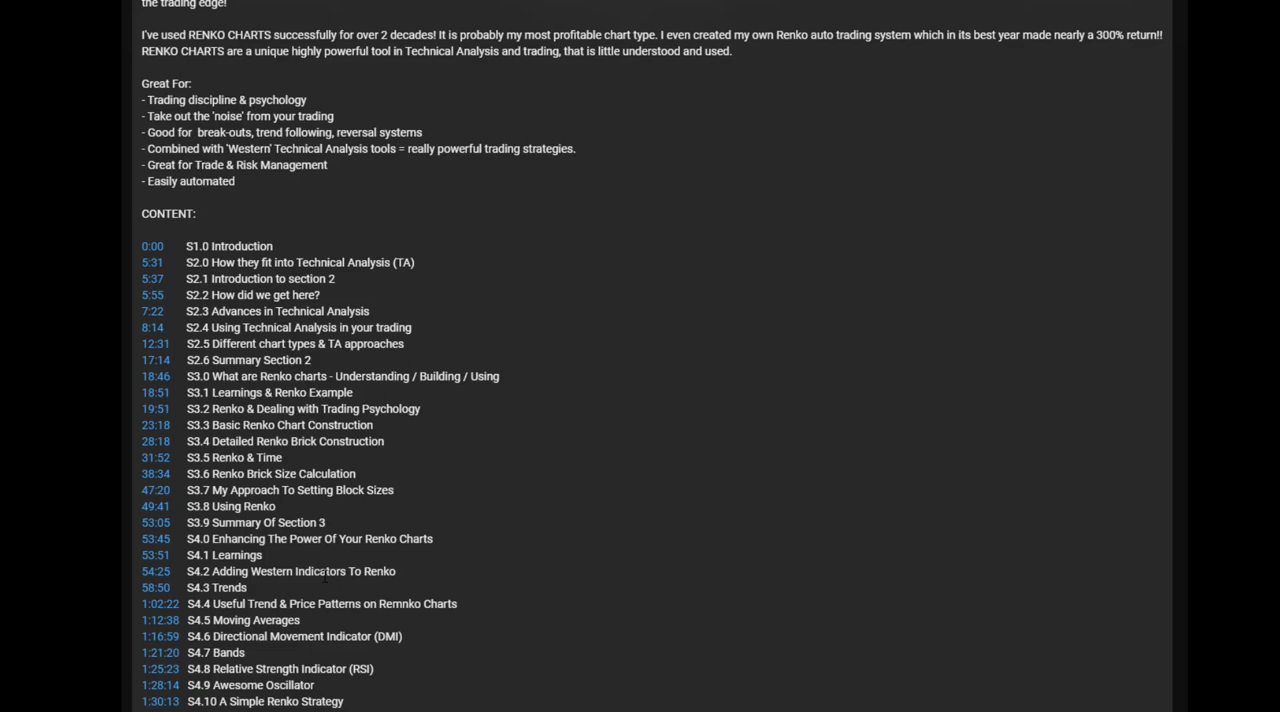 the trading edge!
I've used RENKO CHARTS successfully for over 2 decades! It is probably my most profitable chart type. I even created my own Renko auto trading system which in its best year made nearly a 300% return!!
RENKO CHARTS are a unique highly powerful tool in Technical Analysis and trading, that is little understood and used.
Great For:
- Trading discipline & psychology
- Take out the 'noise' from your trading
- Good for  break-outs, trend following, reversal systems
- Combined with 'Western' Technical Analysis tools = really powerful trading strategies.
- Great for Trade & Risk Management
- Easily automated
CONTENT:
0:00 S1.0 Introduction
5:31 S2.0 How they fit into Technical Analysis (TA)
5:37 S2.1 Introduction to section 2
5:55 S2.2 How did we get here?
7:22 S2.3 Advances in Technical Analysis
8:14 S2.4 Using Technical Analysis in your trading
12:31 S2.5 Different chart types & TA approaches
17:14 S2.6 Summary Section 2
18:46 S3.0 What are Renko charts - Understanding / Building / Using
18:51 S3.1 Learnings & Renko Example
19:51 S3.2 Renko & Dealing with Trading Psychology
23:18 S3.3 Basic Renko Chart Construction
28:18 S3.4 Detailed Renko Brick Construction
31:52 S3.5 Renko & Time
38:34 S3.6 Renko Brick Size Calculation
47:20 S3.7 My Approach To Setting Block Sizes
49:41 S3.8 Using Renko
53:05 S3.9 Summary Of Section 3
53:45 S4.0 Enhancing The Power Of Your Renko Charts
53:51 S4.1 Learnings
54:25 S4.2 Adding Western Indicators To Renko
58:50 S4.3 Trends
1:02:22 S4.4 Useful Trend & Price Patterns on Remnko Charts
1:12:38 S4.5 Moving Averages
1:16:59 S4.6 Directional Movement Indicator (DMI)
1:21:20 S4.7 Bands
1:25:23 S4.8 Relative Strength Indicator (RSI)
1:28:14 S4.9 Awesome Oscillator
1:30:13 S4.10 A Simple Renko Strategy